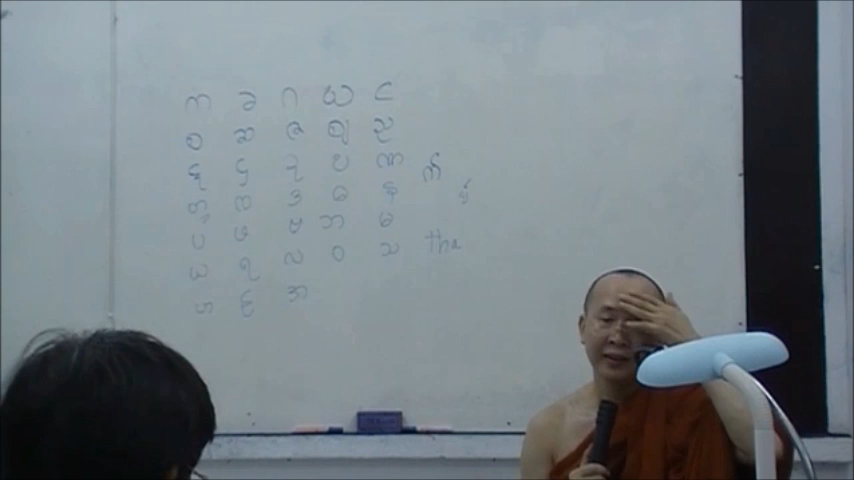 က ခ ဂ ဃ င
စ ဆ ဇ ဈ ည
ဋ ဌ ဍ ဎ ဏ
တ ထ ဒ ဓ န
ပ ဖ ဗ ဘ မ
ယ ရ လ ဝ သ tha
ဟ ဠ အ